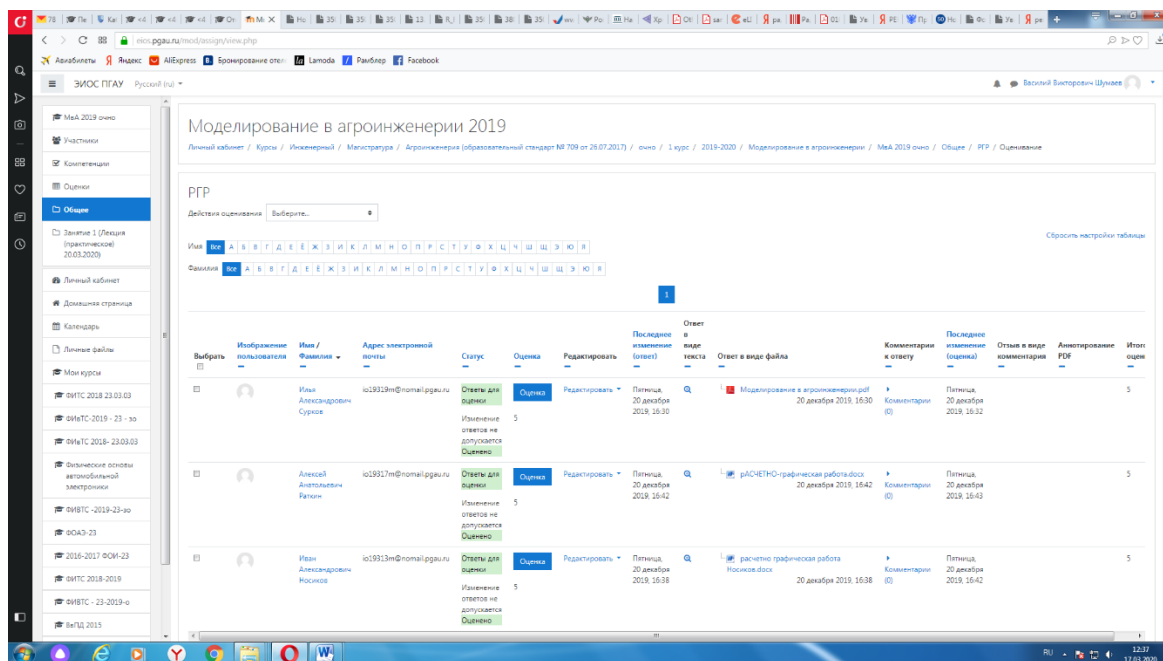 eios.pgau.ru/mod/assign/view.php
Авиабилеты Яндекс AliExpress Бронирование отел Lamoda Рамблер Facebook
ЭИОС ПГАУ Русский (ru)
Василий Викторович Шумаев
МвА 2019 очно
Участники
Компетенции
Оценки
Общее
Занятие 1 (Лекция
(практическое)
20.03.2020)
Личный кабинет
Домашняя страница
Календарь
Личные файлы
Мои курсы
ФИТС 2018 23.03.03
ФИвТС-2019 - 23 - зо
ФИвТС 2018- 23.03.03
Физические основы
автомобильной
электроники
ФИВТС -2019-23-зо
ФОАЭ-23
2016-2017 ФОИ-23
ФИТС 2018-2019
ФИВТС - 23-2019-о
ВеПД 2015
Моделирование в агроинженерии 2019
Личный кабинет / Курсы / Инженерный / Магистратура / Агроинженерия (образовательный стандарт № 709 от 26.07.2017) / очно / 1 курс / 2019-2020 / Моделирование в агроинженерии / МвА 2019 очно / Общее / РГР / Оценивание
РГР
Действия оценивания Выберите...
Сбросить настройки таблицы
Имя Все А Б В Г Д Е Ё Ж З И К Л М Н О П Р С Т У Ф Х Ц Ч Ш Щ Э Ю Я
Фамилия Все А Б В Г Д Е Ё Ж З И К Л М Н О П Р С Т У Ф Х Ц Ч Ш Щ Э Ю Я
1
Выбрать
Изображение
пользователя
Имя /
Фамилия
Адрес электронной
почты
Статус
Оценка
Редактировать
Последнее
изменение
(ответ)
Ответ
в
виде
текста
Ответ в виде файла
Комментарии
к ответу
Последнее
изменение
(оценка)
Отзыв в виде
комментария
Аннотирование
PDF
Итого
оцен
Илья
Александрович
Сурков
io19319m@nomail.pgau.ru
Ответы для
оценки
Изменение
ответов не
допускается
Оценено
Оценка
5
Редактировать
Пятница,
20 декабря
2019, 16:30
Моделирование в агроинженерии.pdf
20 декабря 2019, 16:30
Комментарии
(0)
Пятница,
20 декабря
2019, 16:32
5
Алексей
Анатольевич
Раткин
io19317m@nomail.pgau.ru
Ответы для
оценки
Изменение
ответов не
допускается
Оценено
Оценка
5
Редактировать
Пятница,
20 декабря
2019, 16:42
рАСЧЕТНО-графическая работа.docx
20 декабря 2019, 16:42
Комментарии
(0)
Пятница,
20 декабря
2019, 16:43
5
Иван
Александрович
Носиков
io19313m@nomail.pgau.ru
Ответы для
оценки
Изменение
ответов не
допускается
Оценено
Оценка
5
Редактировать
Пятница,
20 декабря
2019, 16:38
расчетно графическая работа
Носиков.docx
20 декабря 2019, 16:38
Комментарии
(0)
Пятница,
20 декабря
2019, 16:42
5
RU
12:37
17.03.2020